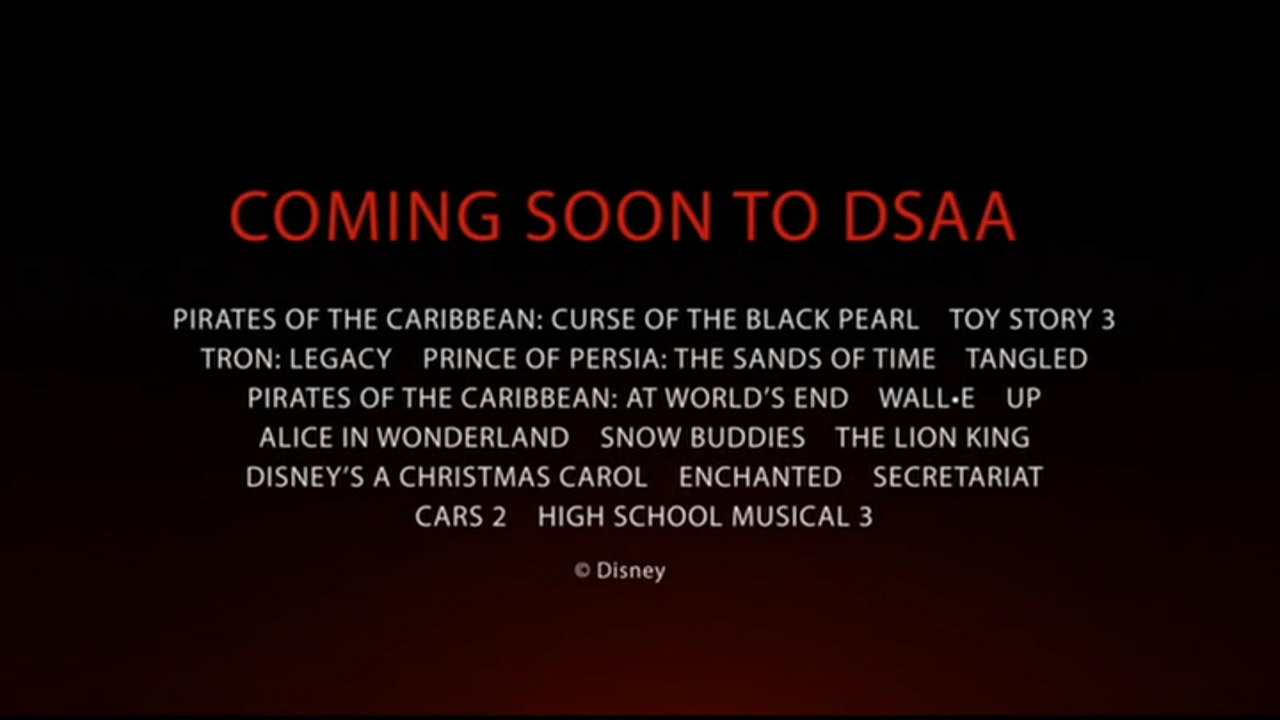 COMING SOON TO DSAA
PIRATES OF THE CARIBBEAN: CURSE OF THE BLACK PEARL TOY STORY 3
TRON: LEGACY PRINCE OF PERSIA: THE SANDS OF TIME TANGLED
PIRATES OF THE CARIBBEAN: AT WORLD’S END WALL•E UP
ALICE IN WONDERLAND SNOW BUDDIES THE LION KING
DISNEY’S A CHRISTMAS CAROL ENCHANTED SECRETARIAT
CARS 2 HIGH SCHOOL MUSICAL 3
© Disney